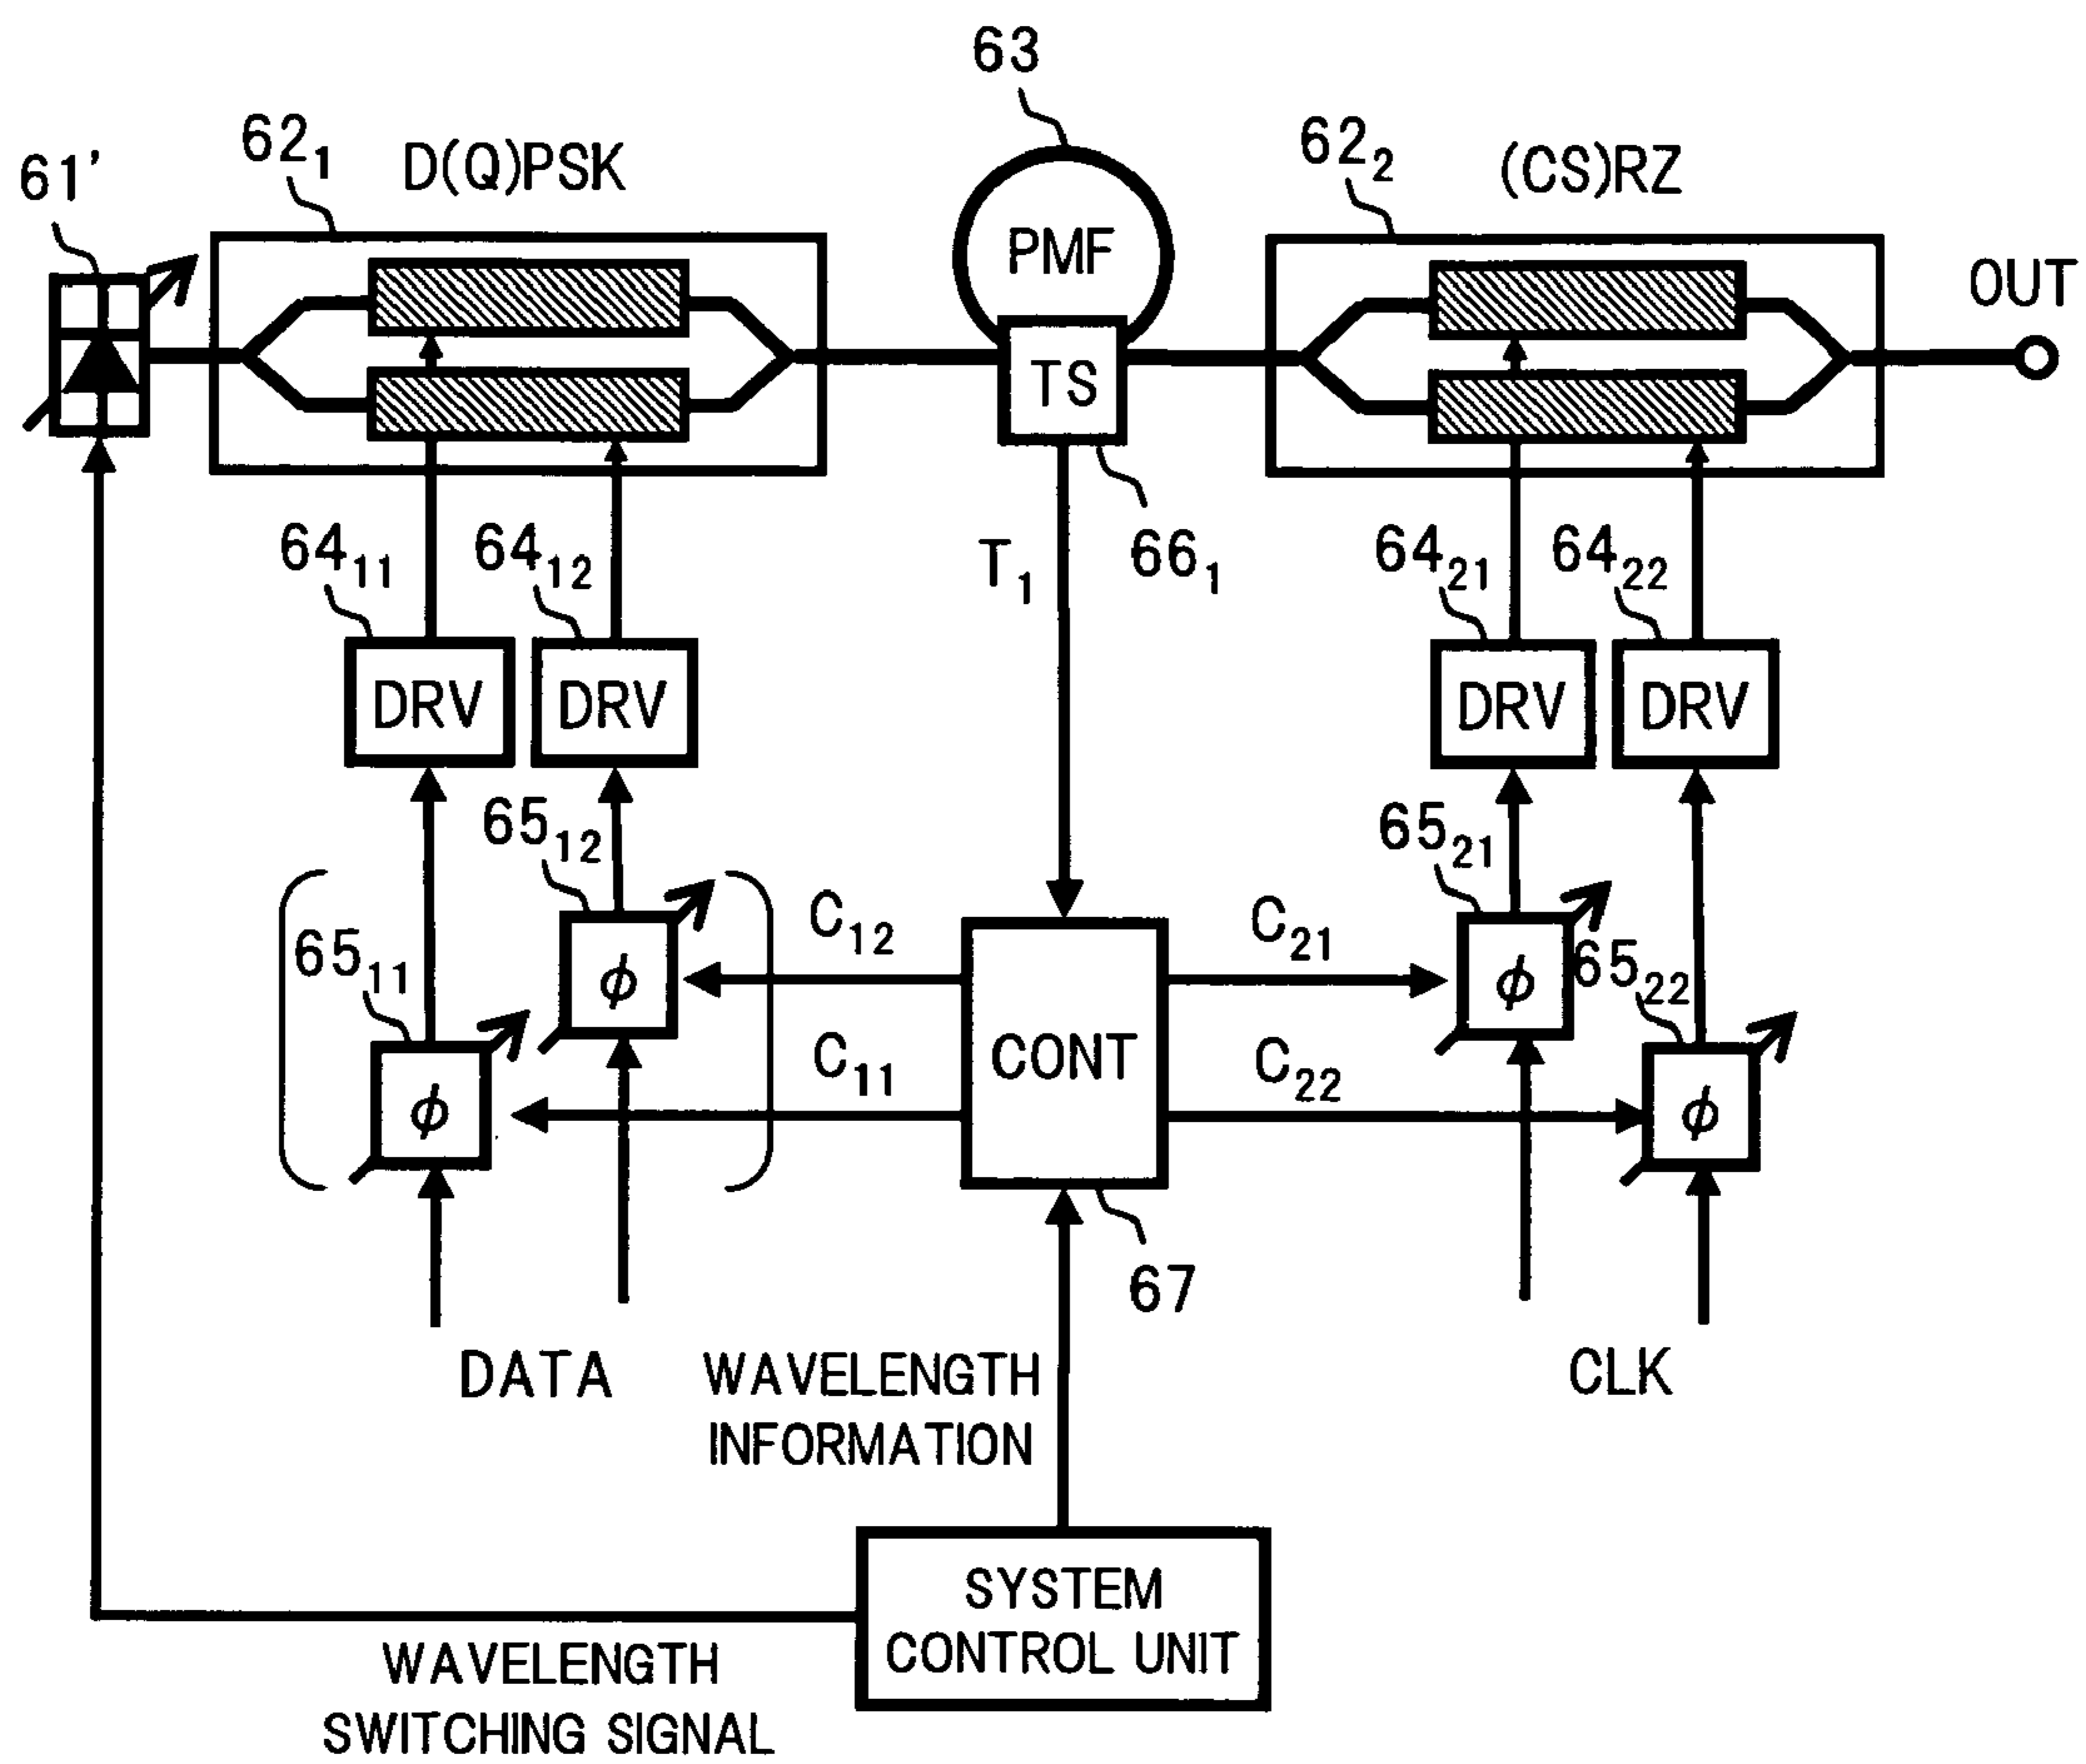 63
61'
62₁
D(Q)PSK
62₂
(CS)RZ
PMF
OUT
TS
64₁₁
64₁₂
T₁
66₁
64₂₁
64₂₂
DRV
DRV
DRV
DRV
65₁₂
65₂₁
65₁₁
C₁₂
C₂₁
65₂₂
φ
φ
C₁₁
CONT
C₂₂
φ
φ
67
DATA
WAVELENGTH
INFORMATION
CLK
SYSTEM
CONTROL UNIT
WAVELENGTH
SWITCHING SIGNAL